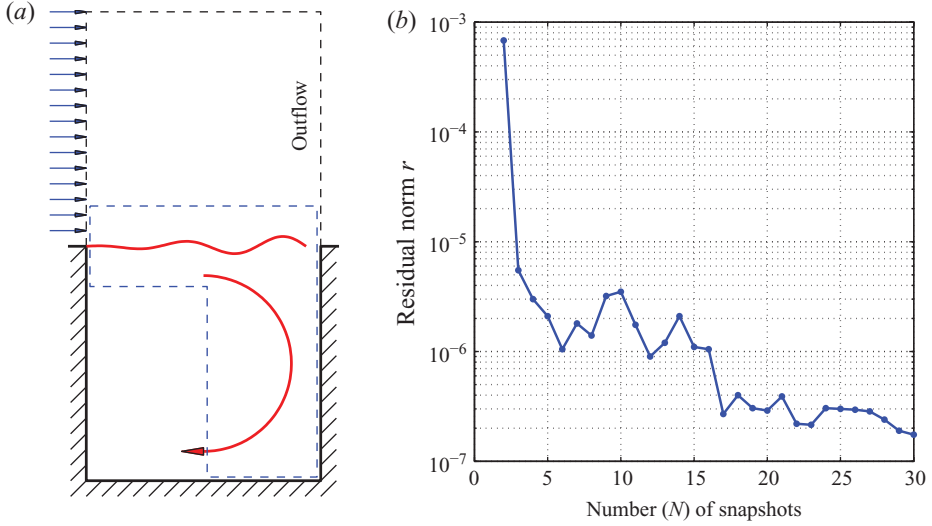 (a)
Outflow
(b)
10⁻³
10⁻⁴
10⁻⁵
10⁻⁶
10⁻⁷
Residual norm r
0 5 10 15 20 25 30
Number (N) of snapshots